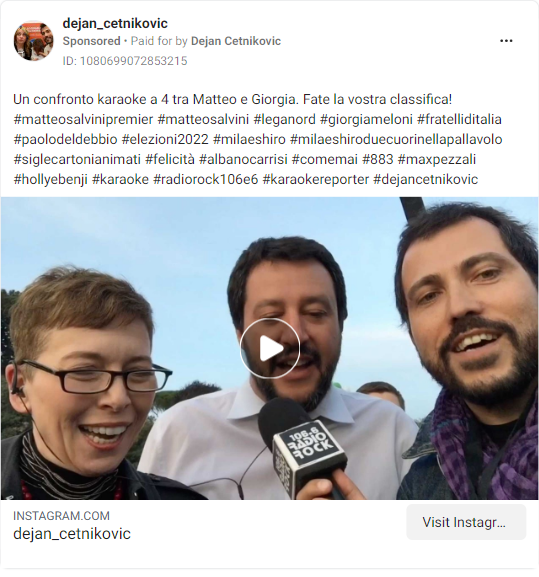 dejan_cetnikovic
Sponsored • Paid for by Dejan Cetnikovic
ID: 1080699072853215
Un confronto karaoke a 4 tra Matteo e Giorgia. Fate la vostra classifica!
#matteosalvinipremier #matteosalvini #leganord #giorgiameloni #fratelliditalia
#paolodeldebbio #elezioni2022 #milaeshiro #milaeshiroduecuorinellapallavolo
#siglecartonianimati #felicità #albanocarrisi #comemai #883 #maxpezzali
#hollyebenji #karaoke #radiorock106e6 #karaokereporter #dejancetnikovic
106.6
RADIO
ROCK
INSTAGRAM.COM
dejan_cetnikovic
Visit Instagr...